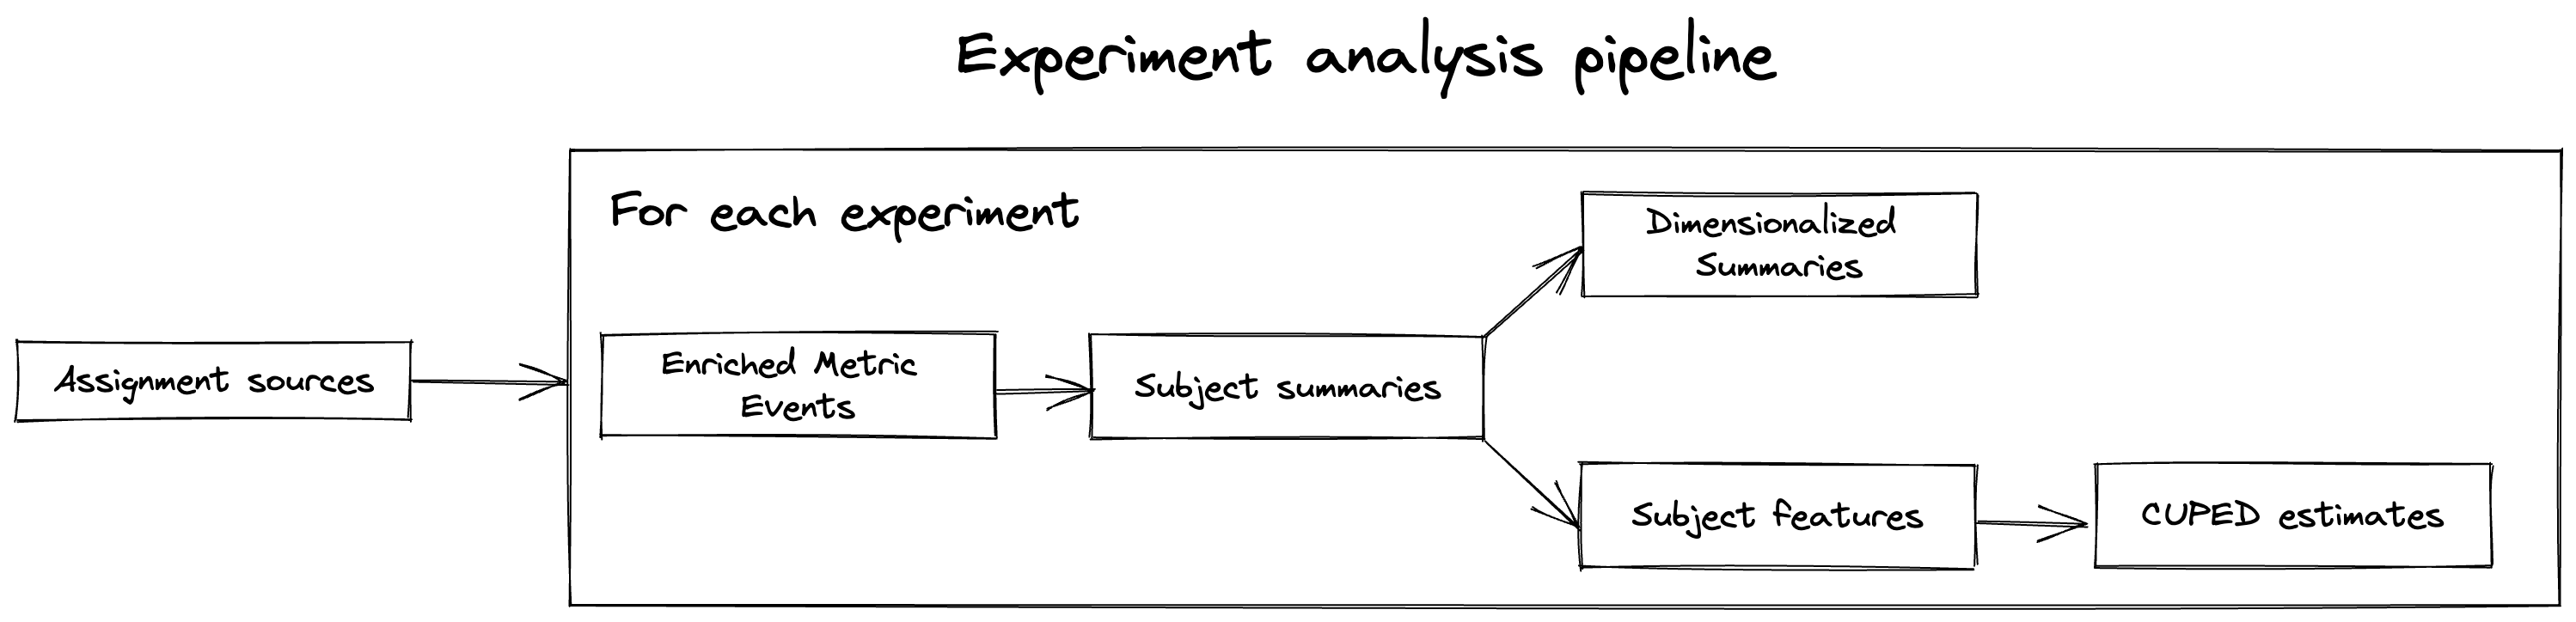 Experiment analysis pipeline
For each experiment
Assignment sources
Enriched Metric
Events
Subject summaries
Dimensionalized
Summaries
Subject features
CUPED estimates